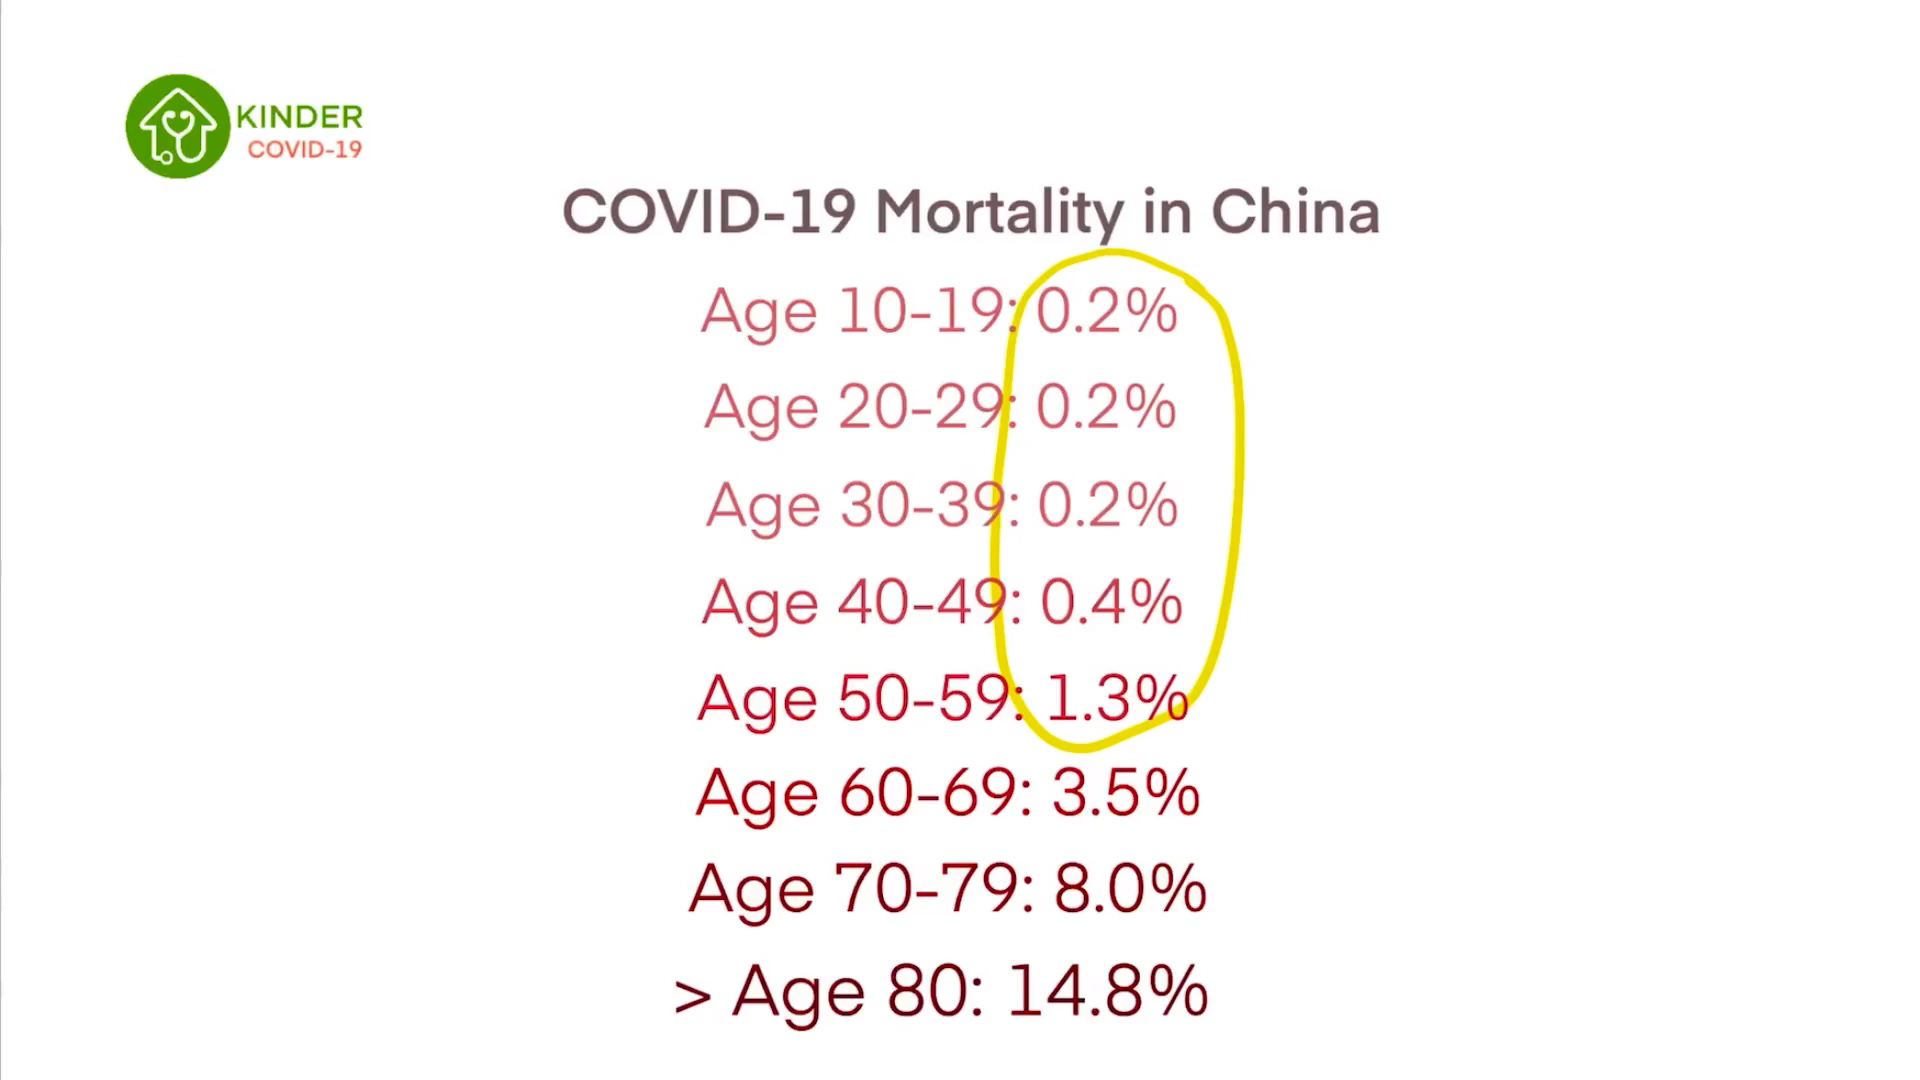 KINDER
COVID-19
COVID-19 Mortality in China
Age 10-19: 0.2%
Age 20-29: 0.2%
Age 30-39: 0.2%
Age 40-49: 0.4%
Age 50-59: 1.3%
Age 60-69: 3.5%
Age 70-79: 8.0%
> Age 80: 14.8%